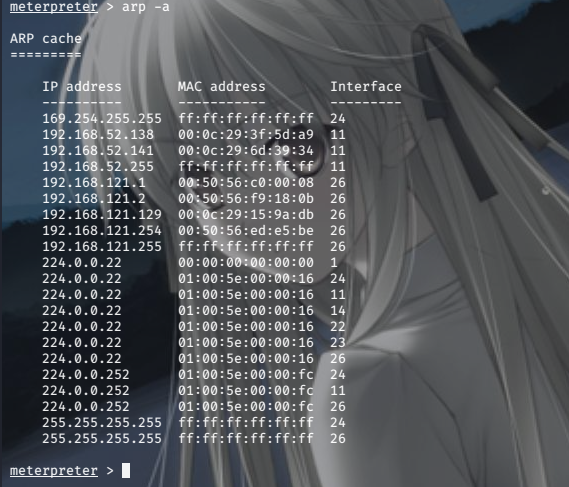 meterpreter > arp -a
ARP cache
=========
IP address MAC address Interface
---------- ----------- ---------
169.254.255.255 ff:ff:ff:ff:ff:ff 24
192.168.52.138 00:0c:29:3f:5d:a9 11
192.168.52.141 00:0c:29:6d:39:34 11
192.168.52.255 ff:ff:ff:ff:ff:ff 11
192.168.121.1 00:50:56:c0:00:08 26
192.168.121.2 00:50:56:f9:18:0b 26
192.168.121.129 00:0c:29:15:9a:db 26
192.168.121.254 00:50:56:ed:e5:be 26
192.168.121.255 ff:ff:ff:ff:ff:ff 26
224.0.0.22 00:00:00:00:00:00 1
224.0.0.22 01:00:5e:00:00:16 24
224.0.0.22 01:00:5e:00:00:16 11
224.0.0.22 01:00:5e:00:00:16 14
224.0.0.22 01:00:5e:00:00:16 22
224.0.0.22 01:00:5e:00:00:16 23
224.0.0.22 01:00:5e:00:00:16 26
224.0.0.252 01:00:5e:00:00:fc 24
224.0.0.252 01:00:5e:00:00:fc 11
224.0.0.252 01:00:5e:00:00:fc 26
255.255.255.255 ff:ff:ff:ff:ff:ff 24
255.255.255.255 ff:ff:ff:ff:ff:ff 26
meterpreter >